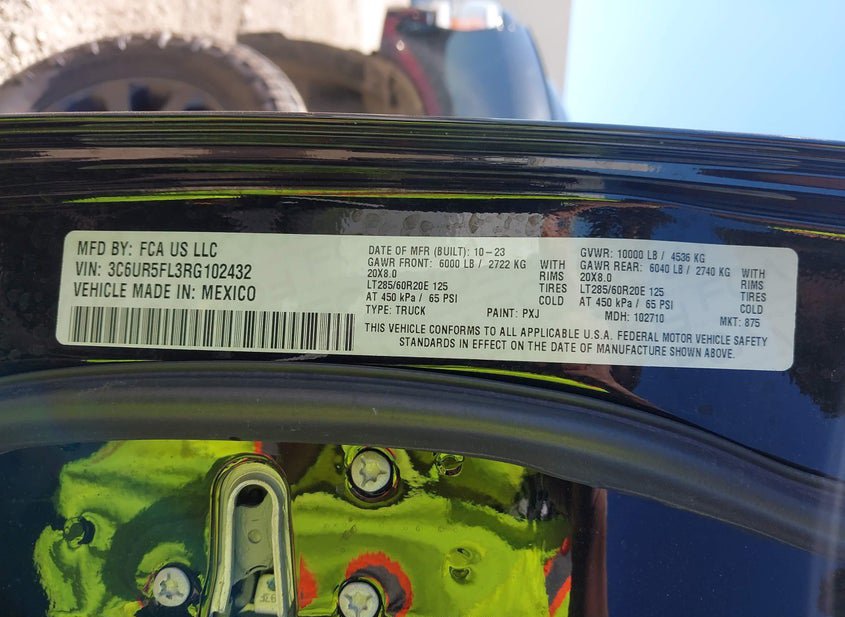 MFD BY: FCA US LLC
VIN: 3C6UR5FL3RG102432
VEHICLE MADE IN: MEXICO
DATE OF MFR (BUILT): 10-23
GAWR FRONT: 6000 LB / 2722 KG WITH
20X8.0 RIMS
LT285/60R20E 125 TIRES
AT 450 kPa / 65 PSI COLD
TYPE: TRUCK PAINT: PXJ
GVWR: 10000 LB / 4536 KG
GAWR REAR: 6040 LB / 2740 KG WITH
20X8.0 RIMS
LT285/60R20E 125 TIRES
AT 450 kPa / 65 PSI COLD
MDH: 102710 MKT: 875
THIS VEHICLE CONFORMS TO ALL APPLICABLE U.S.A. FEDERAL MOTOR VEHICLE SAFETY
STANDARDS IN EFFECT ON THE DATE OF MANUFACTURE SHOWN ABOVE.